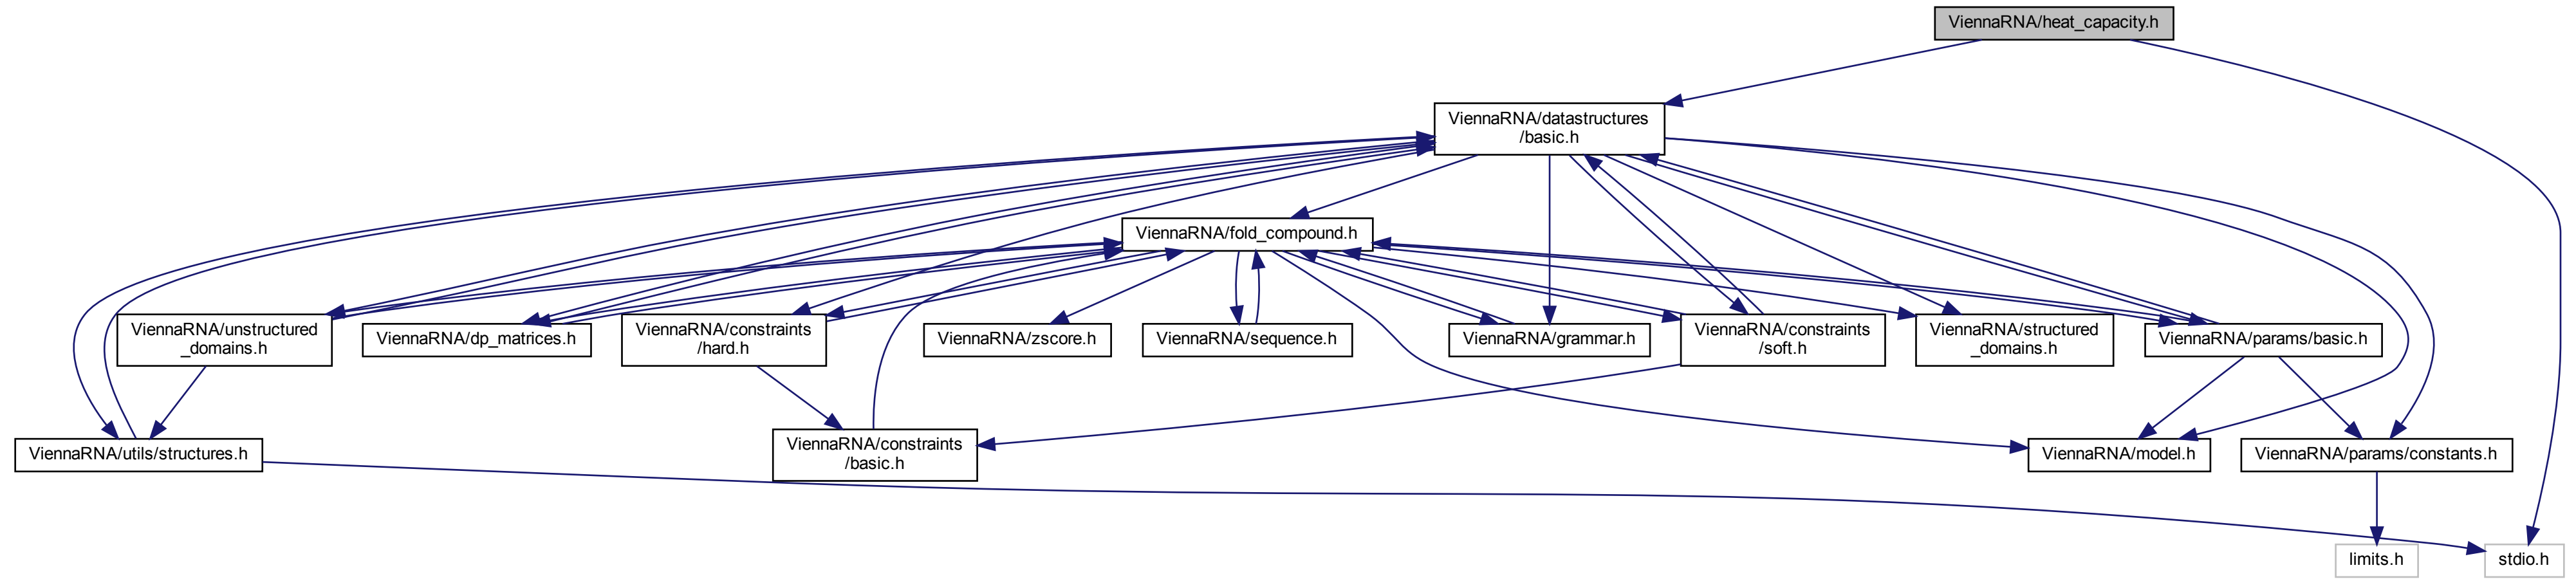 ViennaRNA/heat_capacity.h
ViennaRNA/datastructures
/basic.h
ViennaRNA/fold_compound.h
ViennaRNA/unstructured
_domains.h
ViennaRNA/dp_matrices.h
ViennaRNA/constraints
/hard.h
ViennaRNA/zscore.h
ViennaRNA/sequence.h
ViennaRNA/grammar.h
ViennaRNA/constraints
/soft.h
ViennaRNA/structured
_domains.h
ViennaRNA/params/basic.h
ViennaRNA/utils/structures.h
ViennaRNA/constraints
/basic.h
ViennaRNA/model.h
ViennaRNA/params/constants.h
limits.h
stdio.h